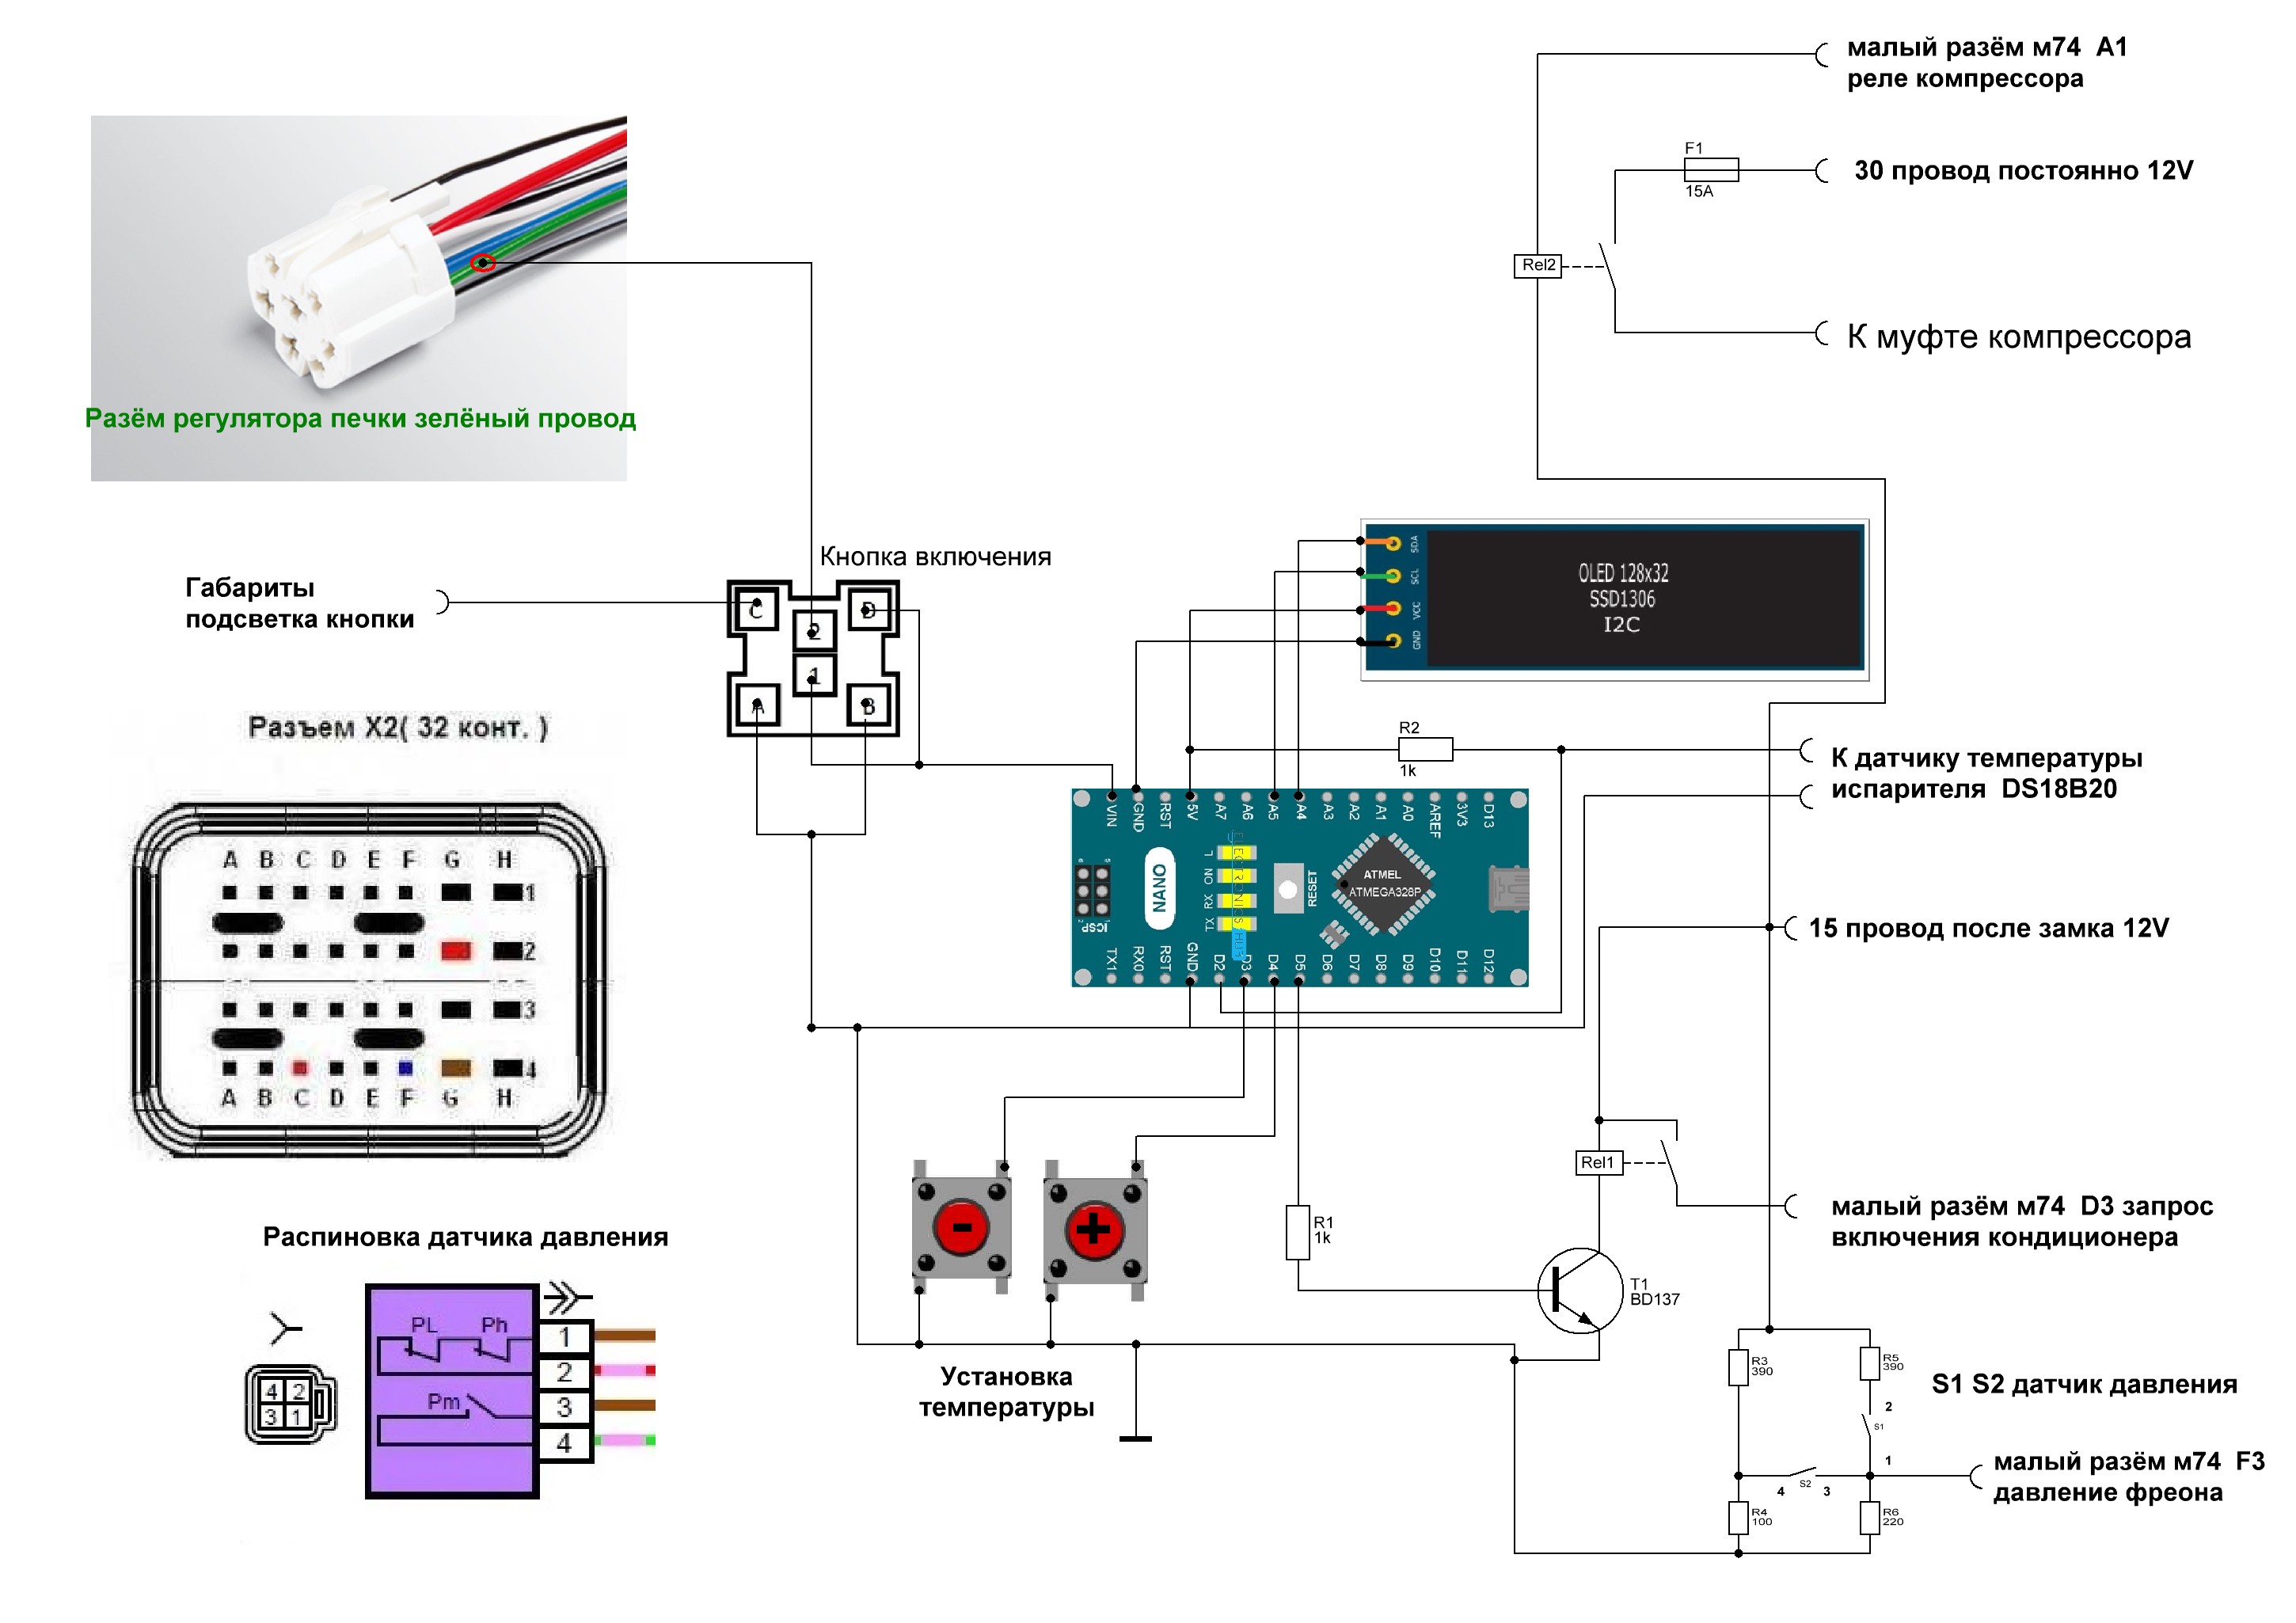 малый разём м74 А1
реле компрессора
F1
15A
30 провод постоянно 12V
Rel2
К муфте компрессора
Разём регулятора печки зелёный провод
Кнопка включения
Габариты
подсветка кнопки
C
2
D
1
A
B
SDA
SCL
VCC
GND
OLED 128x32
SSD1306
I2C
R2
1k
К датчику температуры
испарителя DS18B20
Разъем Х2( 32 конт. )
A B C D E F G H
1
2
3
4
A B C D E F G H
VIN GND RST 5V A7 A6 A5 A4 A3 A2 A1 A0 AREF 3V3 D13
NANO
L
ON
RX
TX
ELECTRONICS HUB
RESET
ATMEL
ATMEGA328P
ICSP
TX1 RX0 RST GND D2 D3 D4 D5 D6 D7 D8 D9 D10 D11 D12
15 провод после замка 12V
Rel1
малый разём м74 D3 запрос
включения кондиционера
-
+
R1
1k
T1
BD137
Установка
температуры
Распиновка датчика давления
PL Ph
Pm
1
2
3
4
4 2
3 1
R3
390
R5
390
S1 S2 датчик давления
2
S1
1
малый разём м74 F3
давление фреона
4 S2 3
R4
100
R6
220